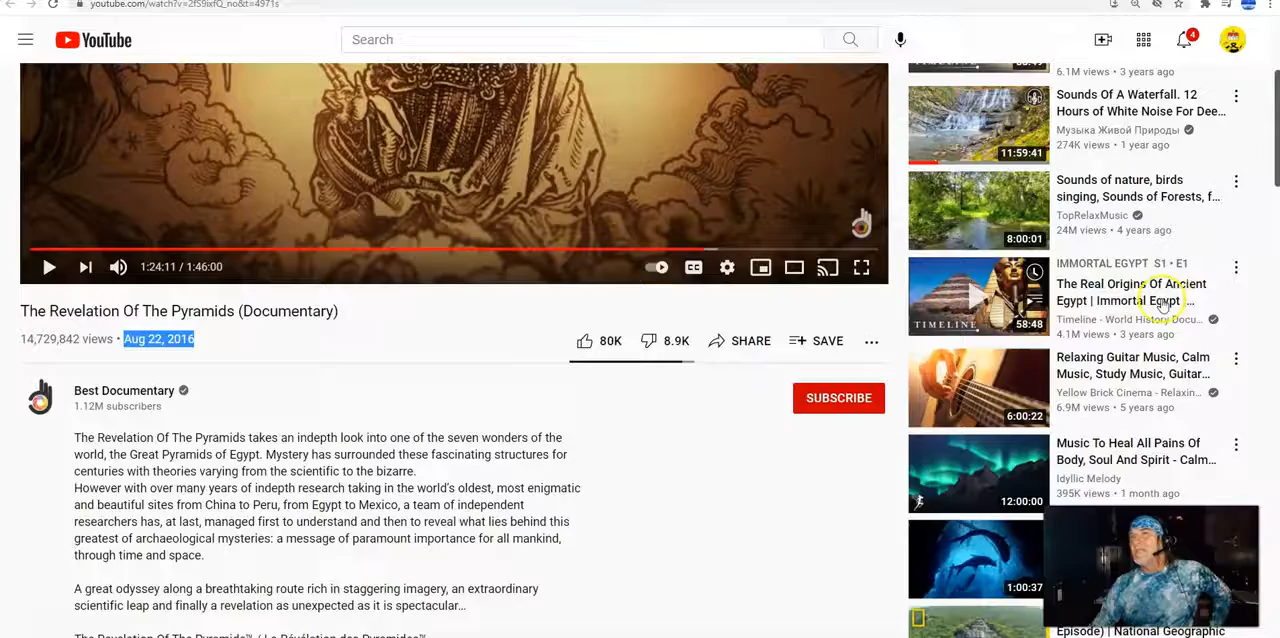 youtube.com/watch?v=2fS9ixfQ_no&t=4971s
YouTube
Search
4
1:24:11 / 1:46:00
CC
The Revelation Of The Pyramids (Documentary)
14,729,842 views • Aug 22, 2016
80K
8.9K
SHARE
SAVE
Best Documentary
1.12M subscribers
SUBSCRIBE
The Revelation Of The Pyramids takes an indepth look into one of the seven wonders of the
world, the Great Pyramids of Egypt. Mystery has surrounded these fascinating structures for
centuries with theories varying from the scientific to the bizarre.
However with over many years of indepth research taking in the world's oldest, most enigmatic
and beautiful sites from China to Peru, from Egypt to Mexico, a team of independent
researchers has, at last, managed first to understand and then to reveal what lies behind this
greatest of archaeological mysteries: a message of paramount importance for all mankind,
through time and space.
A great odyssey along a breathtaking route rich in staggering imagery, an extraordinary
scientific leap and finally a revelation as unexpected as it is spectacular...
The Revelation Of The Pyramids™ / La Révélation des Pyramides™
6.1M views • 3 years ago
11:59:41
Sounds Of A Waterfall. 12
Hours of White Noise For Dee...
Музыка Живой Природы
274K views • 1 year ago
8:00:01
Sounds of nature, birds
singing, Sounds of Forests, f...
TopRelaxMusic
24M views • 4 years ago
TIMELINE
58:48
IMMORTAL EGYPT S1 • E1
The Real Origins Of Ancient
Egypt | Immortal Egypt ...
Timeline - World History Docu...
4.1M views • 3 years ago
6:00:22
Relaxing Guitar Music, Calm
Music, Study Music, Guitar...
Yellow Brick Cinema - Relaxin...
6.9M views • 5 years ago
12:00:00
Music To Heal All Pains Of
Body, Soul And Spirit - Calm...
Idyllic Melody
395K views • 1 month ago
1:00:37
Episode) | National Geographic